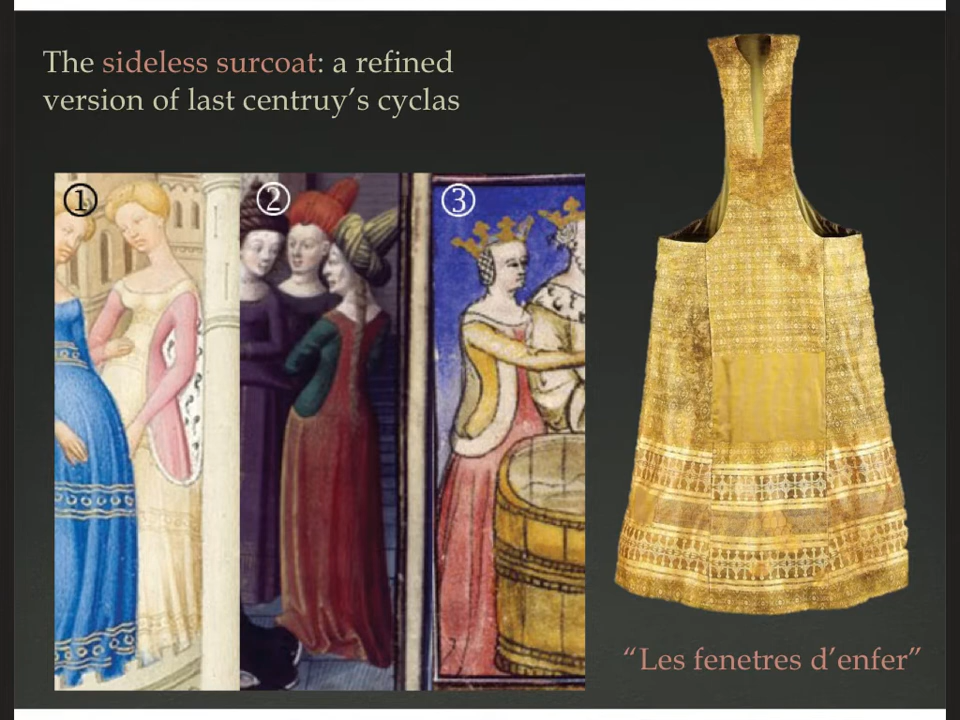 The sideless surcoat: a refined
version of last centruy’s cyclas
① ② ③
“Les fenetres d’enfer”